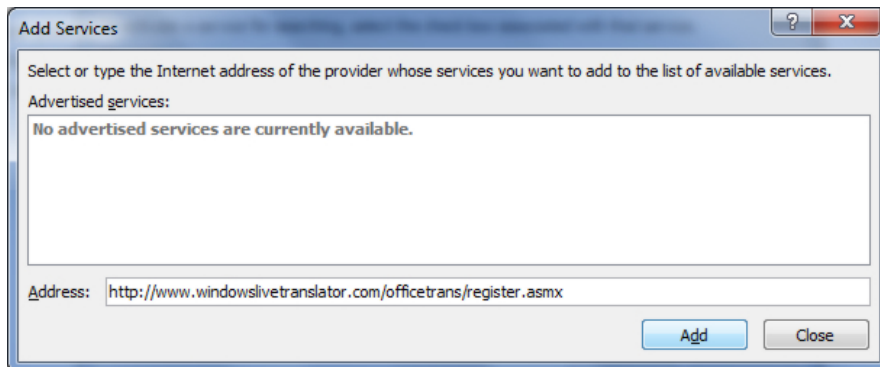 Add Services
Select or type the Internet address of the provider whose services you want to add to the list of available services.
Advertised services:
No advertised services are currently available.
Address: http://www.windowslivetranslator.com/officetrans/register.asmx
Add Close